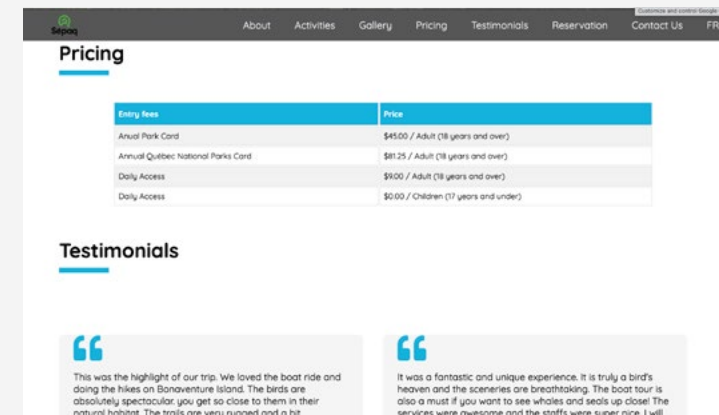 Customize and control Google
Sépaq
About Activities Gallery Pricing Testimonials Reservation Contact Us FR
Pricing
Entry fees Price
Anual Park Card $45.00 / Adult (18 years and over)
Annual Québec National Parks Card $81.25 / Adult (18 years and over)
Daily Access $9.00 / Adult (18 years and over)
Daily Access $0.00 / Children (17 years and under)
Testimonials
This was the highlight of our trip. We loved the boat ride and
doing the hikes on Bonaventure Island. The birds are
absolutely spectacular. you get so close to them in their
natural habitat. The trails are very rugged and a bit
It was a fantastic and unique experience. It is truly a bird's
heaven and the sceneries are breathtaking. The boat tour is
also a must if you want to see whales and seals up close! The
services were awesome and the staffs were super nice. I will